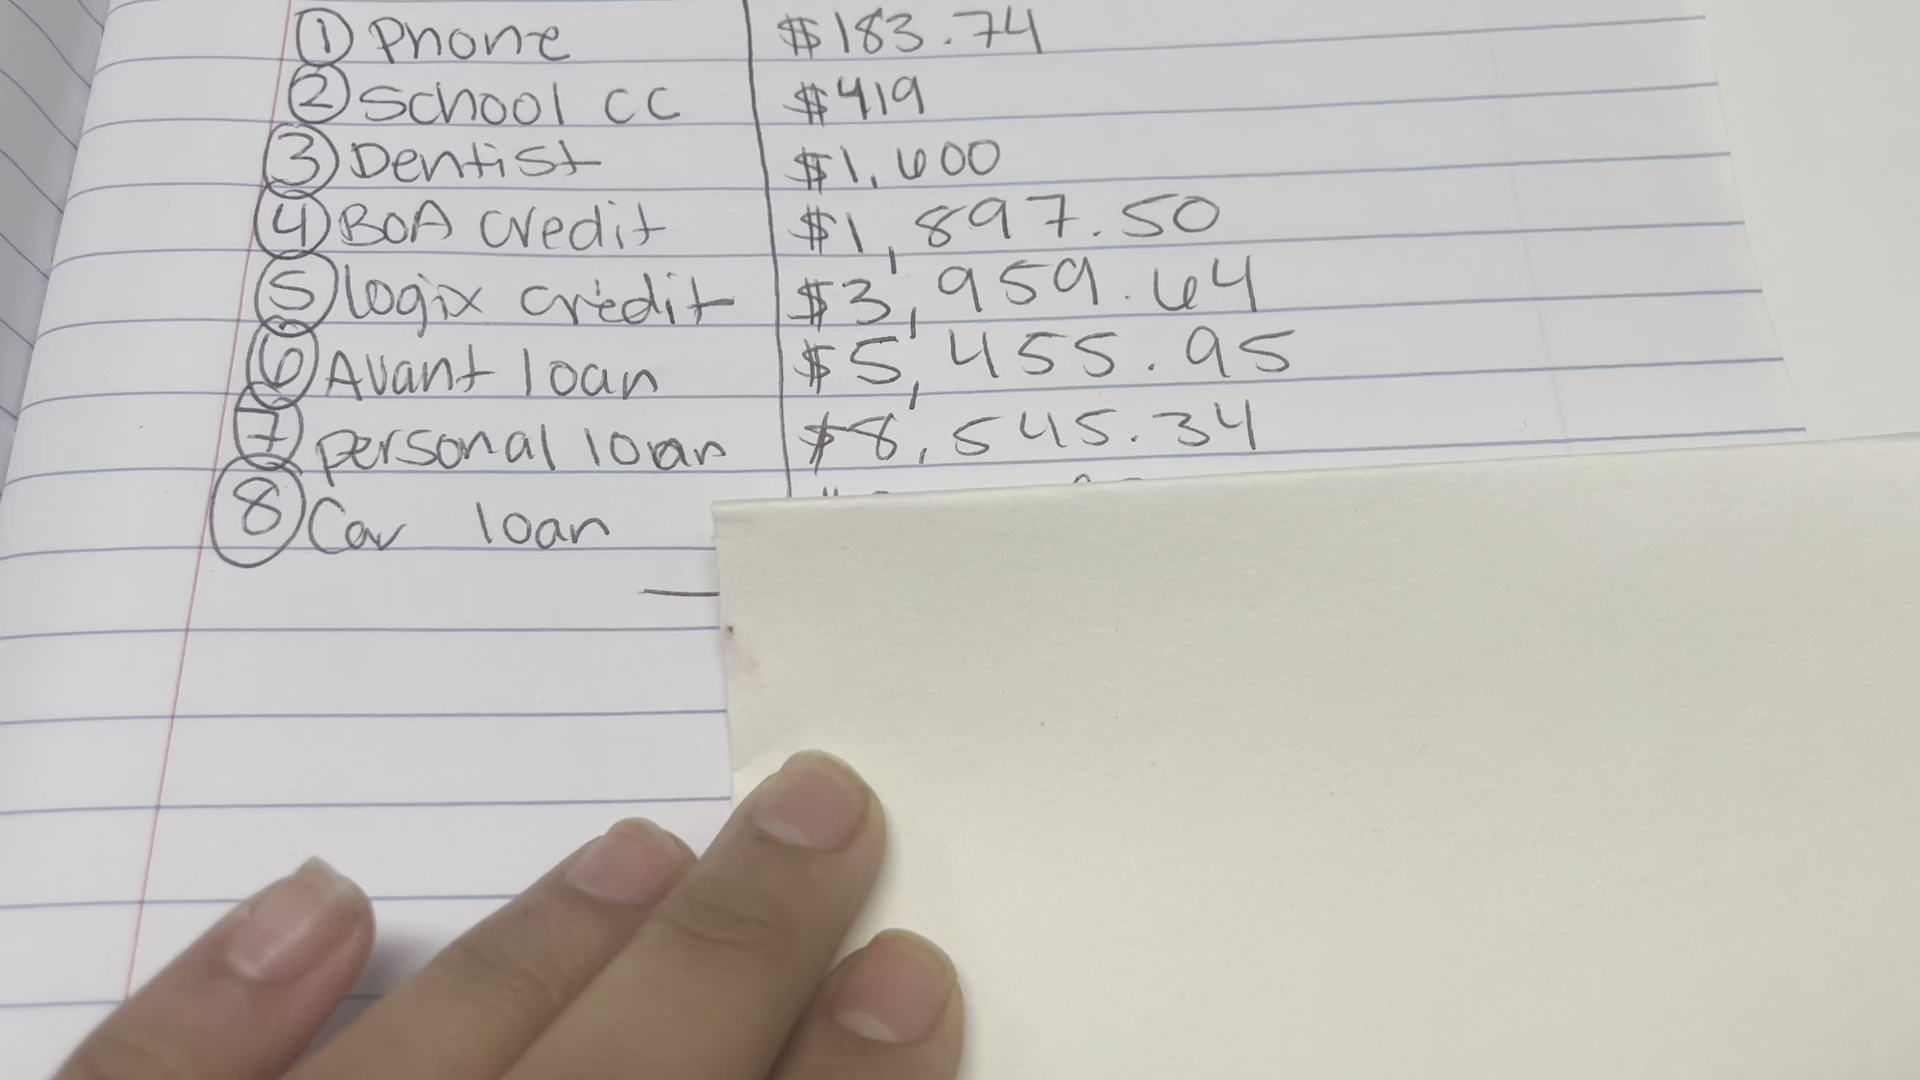 ① Phone $183.74
② School CC $419
③ Dentist $1,600
④ BOA credit $1,897.50
⑤ logix credit $3,959.64
⑥ Avant loan $5,455.95
⑦ personal loan $8,545.34
⑧ Car loan